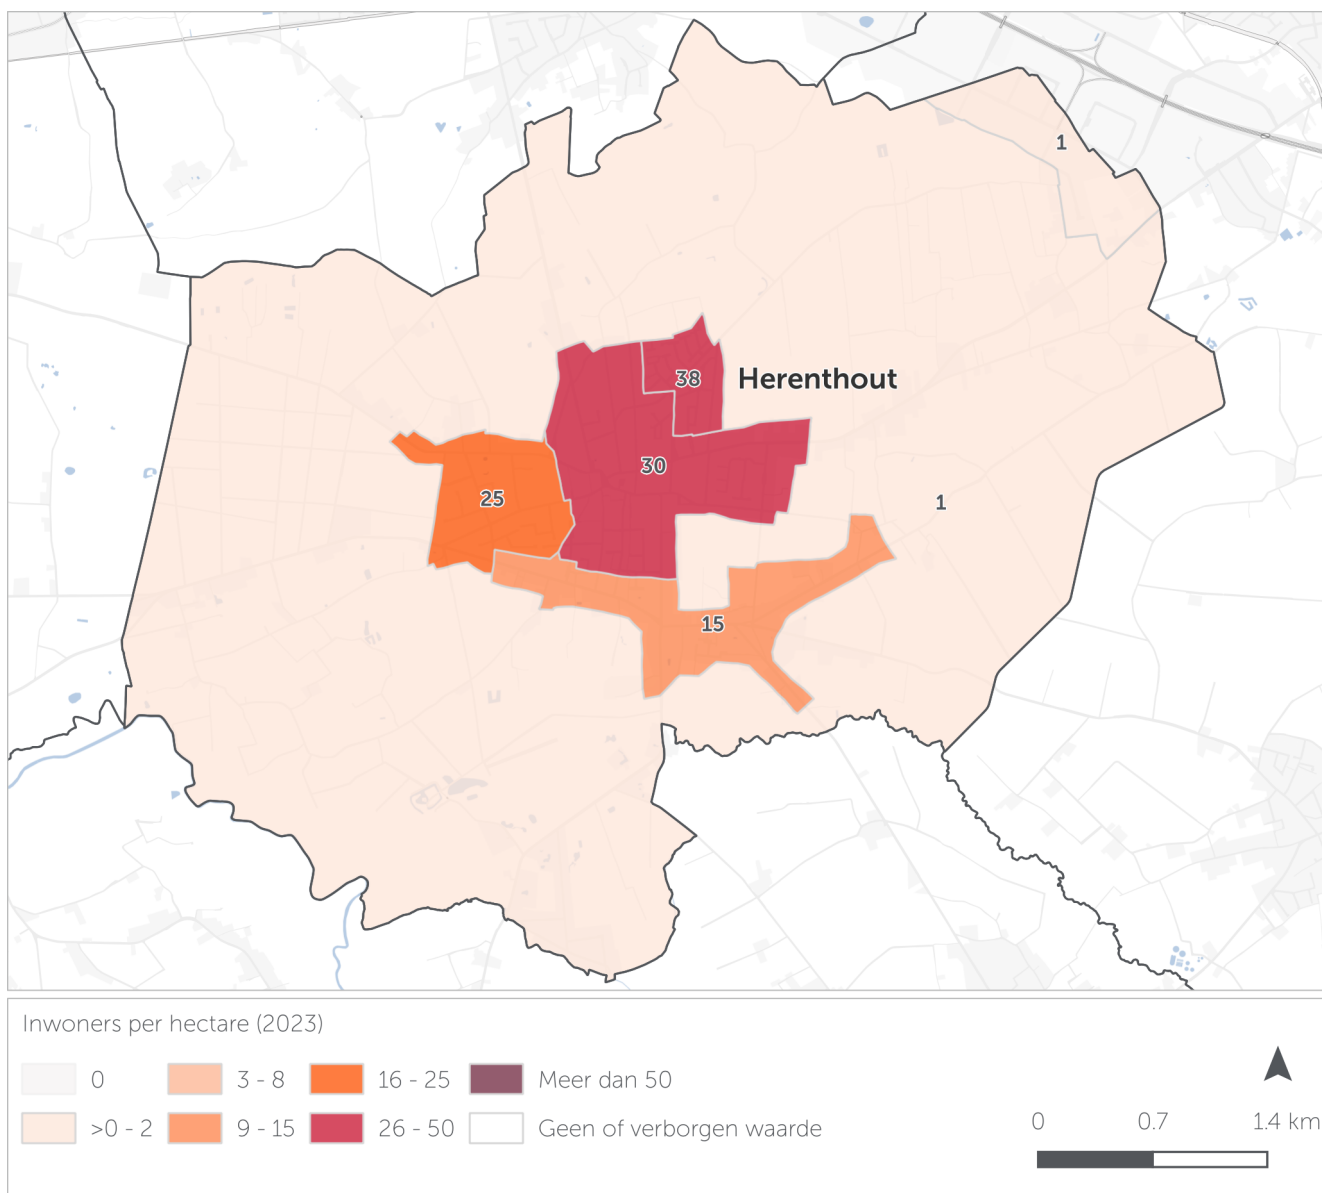 1
38
Herenthout
30
25
1
15
Inwoners per hectare (2023)
0
3 - 8
16 - 25
Meer dan 50
>0 - 2
9 - 15
26 - 50
Geen of verborgen waarde
0
0.7
1.4 km